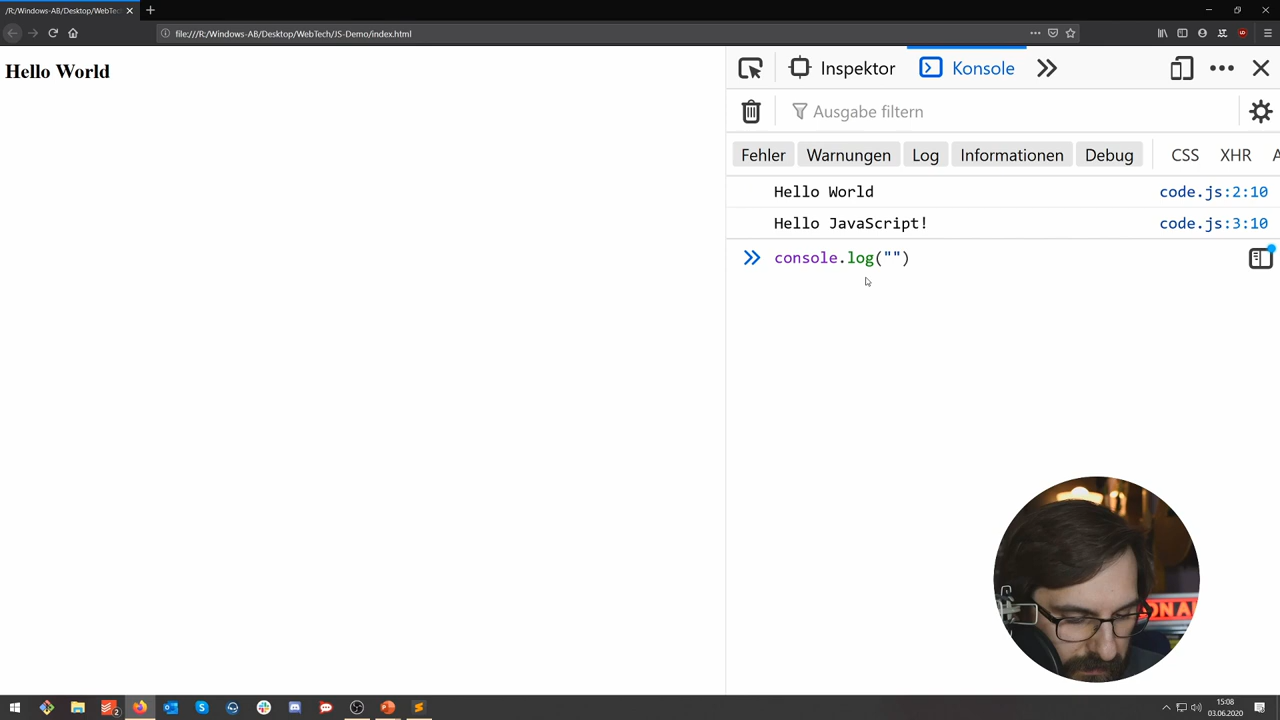 /R:/Windows-AB/Desktop/WebTech
file:///R:/Windows-AB/Desktop/WebTech/JS-Demo/index.html
Hello World
Inspektor
Konsole
Ausgabe filtern
Fehler
Warnungen
Log
Informationen
Debug
CSS
XHR
A
Hello World
code.js:2:10
Hello JavaScript!
code.js:3:10
console.log("")
2
15:08
03.06.2020